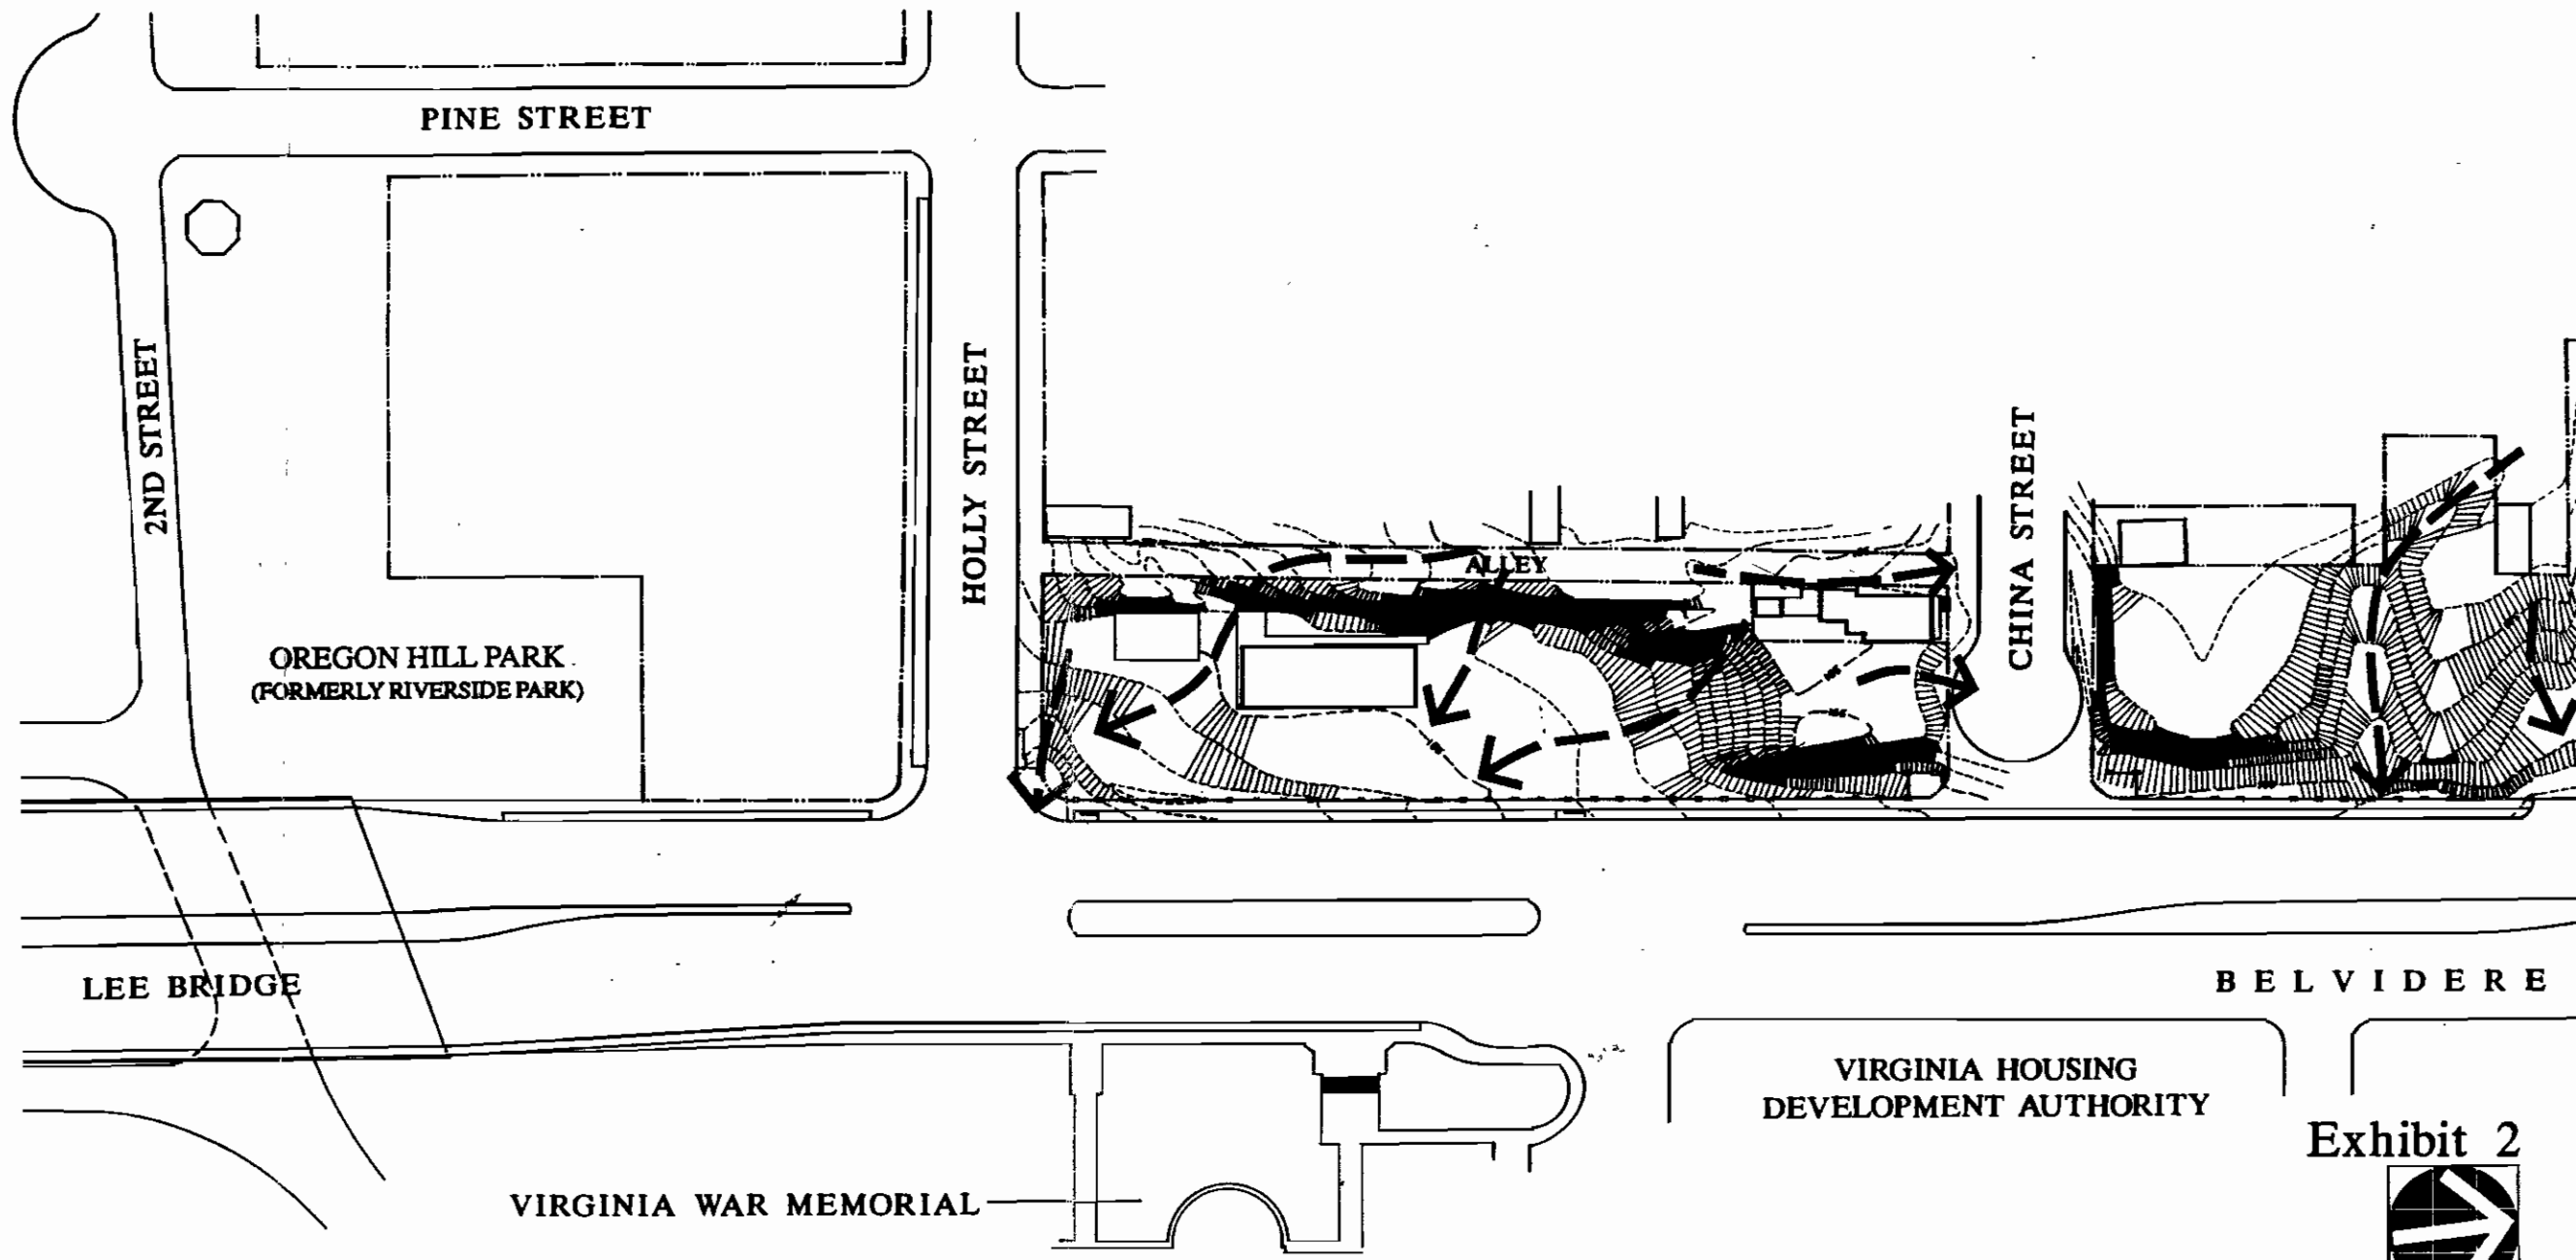 PINE STREET
2ND STREET
HOLLY STREET
CHINA STREET
ALLEY
OREGON HILL PARK
(FORMERLY RIVERSIDE PARK)
LEE BRIDGE
BELVIDERE
VIRGINIA HOUSING
DEVELOPMENT AUTHORITY
Exhibit 2
VIRGINIA WAR MEMORIAL